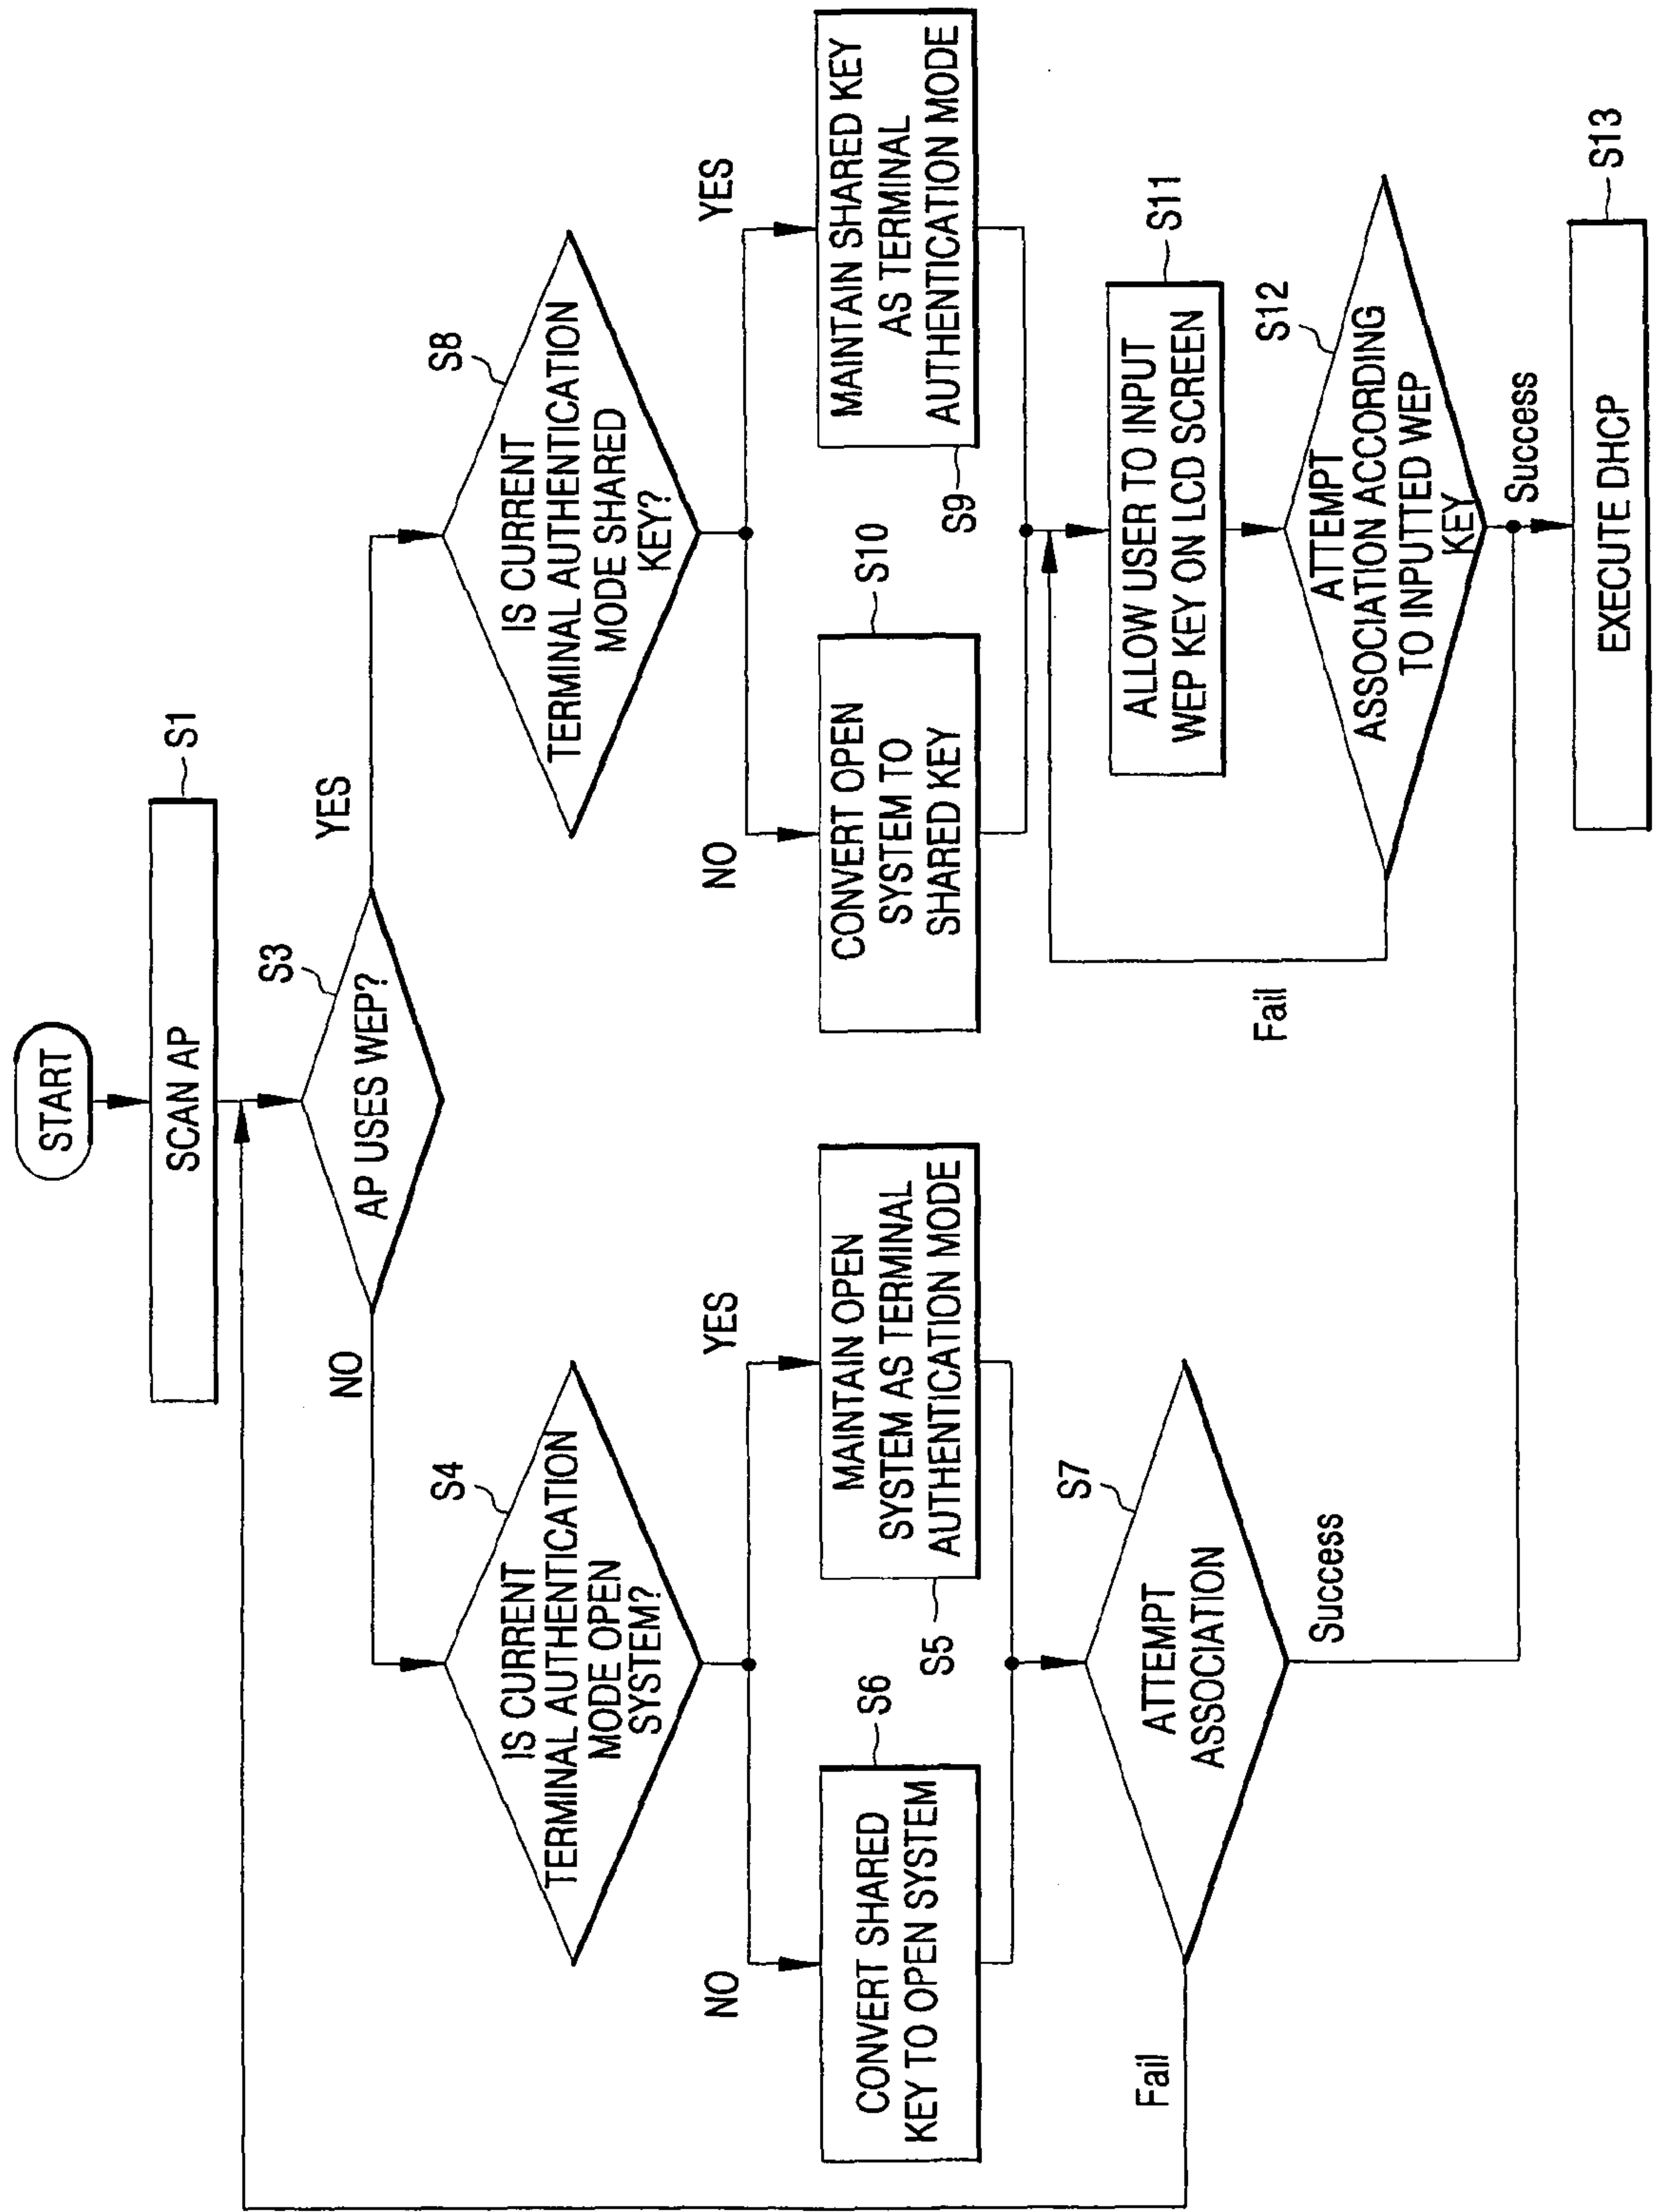 START
SCAN AP
S1
AP USES WEP?
S3
NO
YES
IS CURRENT
TERMINAL AUTHENTICATION
MODE OPEN
SYSTEM?
S4
IS CURRENT
TERMINAL AUTHENTICATION
MODE SHARED
KEY?
S8
NO
YES
NO
YES
CONVERT SHARED
KEY TO OPEN SYSTEM
S6
MAINTAIN OPEN
SYSTEM AS TERMINAL
AUTHENTICATION MODE
S5
CONVERT OPEN
SYSTEM TO
SHARED KEY
S10
MAINTAIN SHARED KEY
AS TERMINAL
AUTHENTICATION MODE
S9
ATTEMPT
ASSOCIATION
S7
Fail
Success
ALLOW USER TO INPUT
WEP KEY ON LCD SCREEN
S11
ATTEMPT
ASSOCIATION ACCORDING
TO INPUTTED WEP
KEY
S12
Fail
Success
EXECUTE DHCP
S13